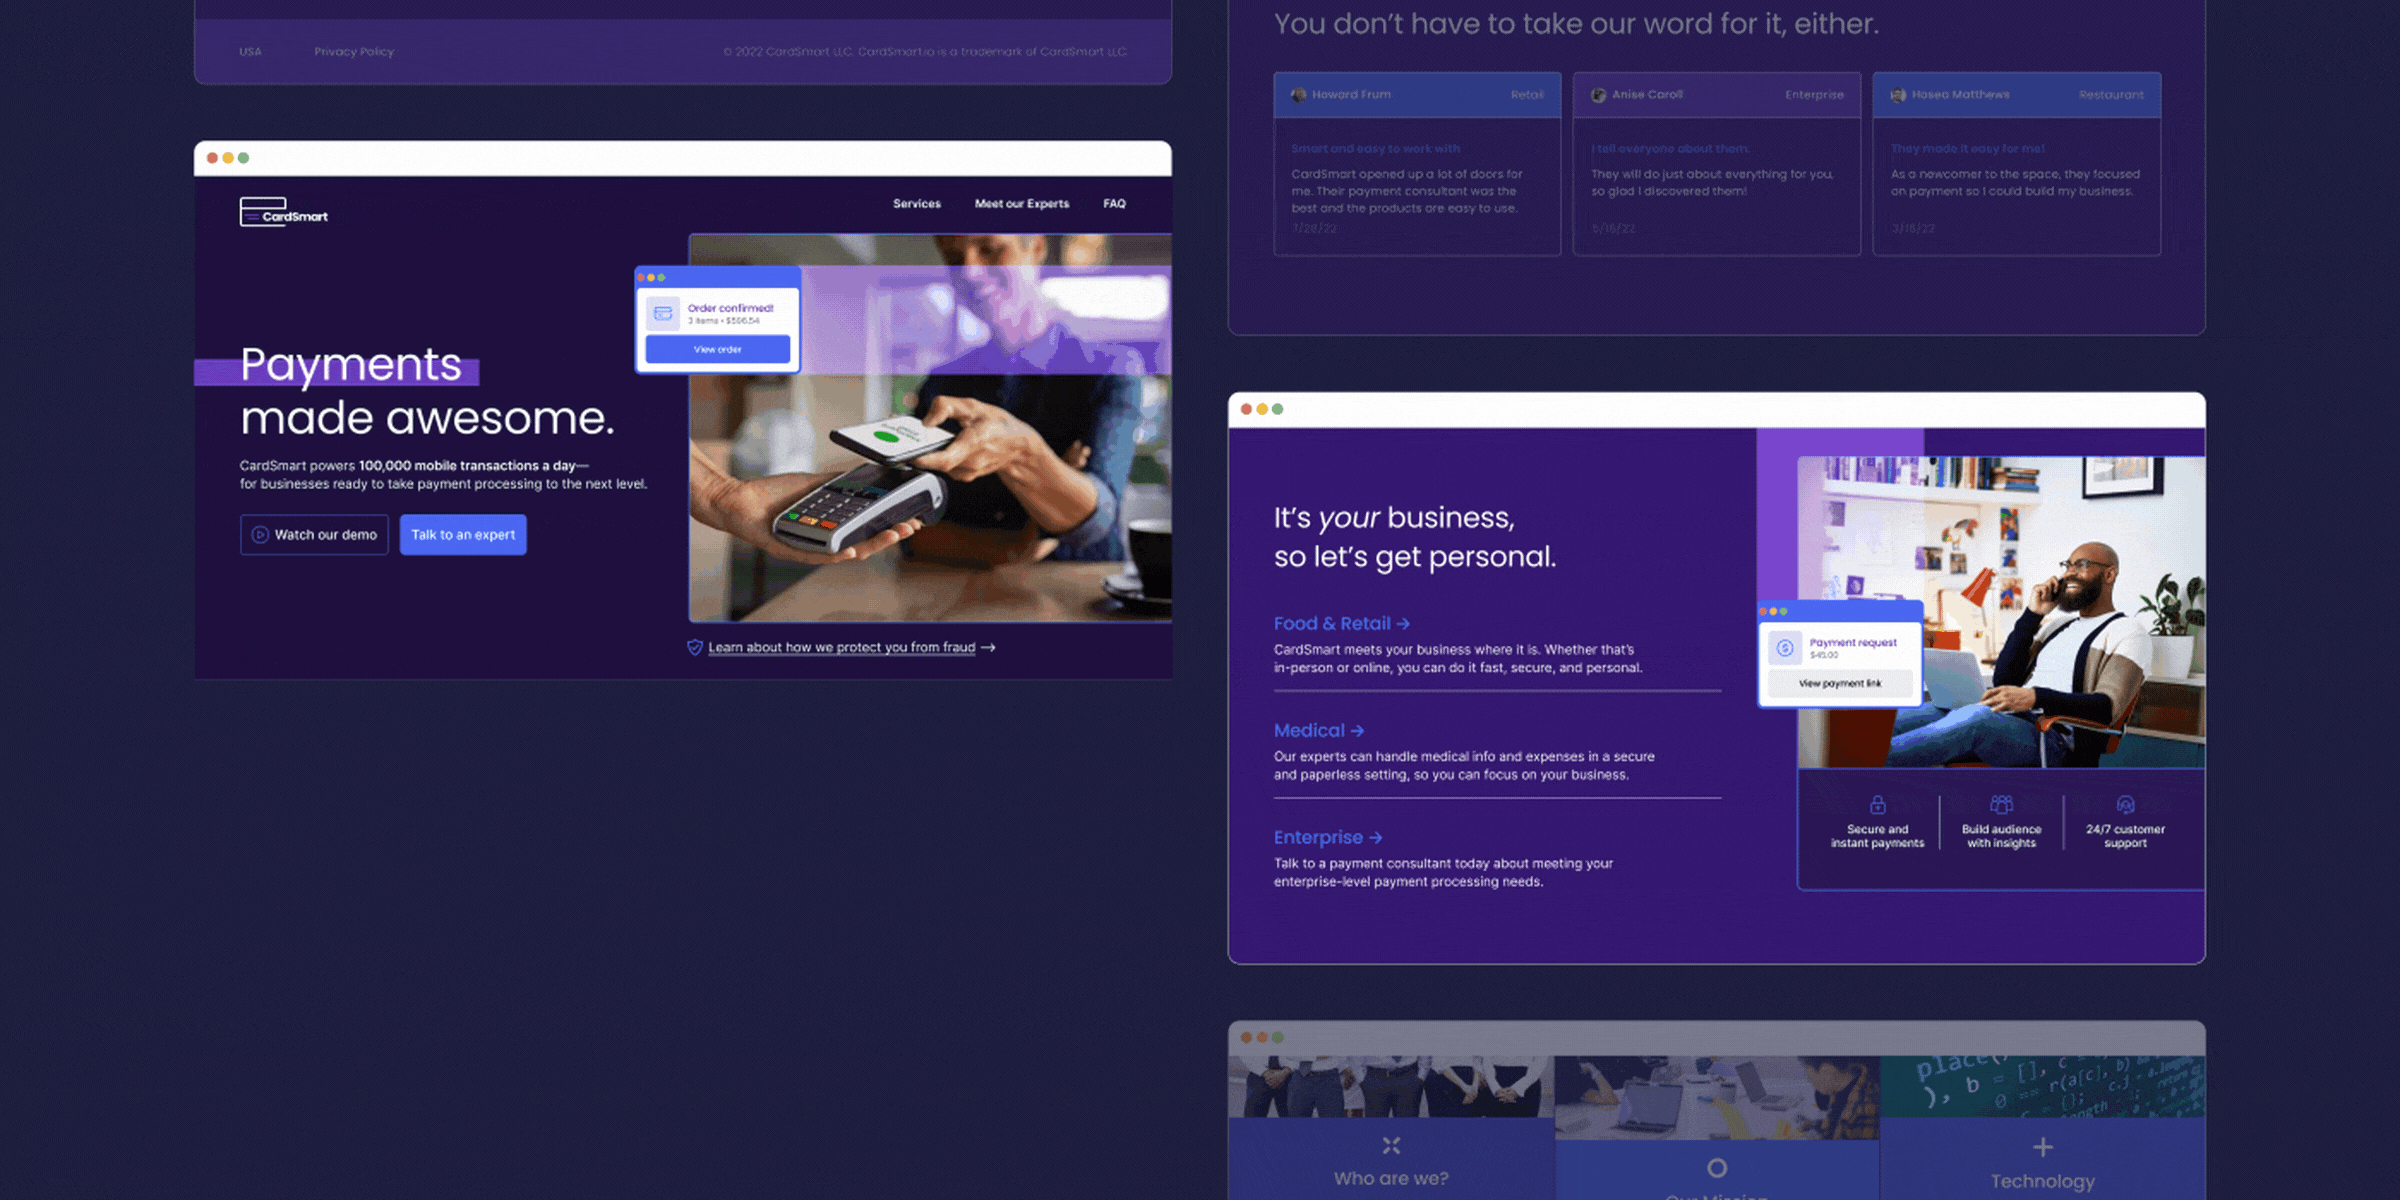 USA
Privacy Policy
© 2022 CardSmart LLC. CardSmart.io is a trademark of CardSmart LLC.
CardSmart
Services
Meet our Experts
FAQ
Order confirmed!
3 items • $596.54
View order
Payments
made awesome.
CardSmart powers 100,000 mobile transactions a day—
for businesses ready to take payment processing to the next level.
Watch our demo
Talk to an expert
Learn about how we protect you from fraud →
You don't have to take our word for it, either.
Howard Frum
Retail
Smart and easy to work with
CardSmart opened up a lot of doors for
me. Their payment consultant was the
best and the products are easy to use.
7/28/22
Anise Caroll
Enterprise
I tell everyone about them.
They will do just about everything for you,
so glad I discovered them!
5/16/22
Hosea Matthews
Restaurant
They made it easy for me!
As a newcomer to the space, they focused
on payment so I could build my business.
3/16/22
It's your business,
so let's get personal.
Food & Retail →
CardSmart meets your business where it is. Whether that's
in-person or online, you can do it fast, secure, and personal.
Medical →
Our experts can handle medical info and expenses in a secure
and paperless setting, so you can focus on your business.
Enterprise →
Talk to a payment consultant today about meeting your
enterprise-level payment processing needs.
Payment request
$45.00
View payment link
Secure and
instant payments
Build audience
with insights
24/7 customer
support
Who are we?
Our Mission
Technology